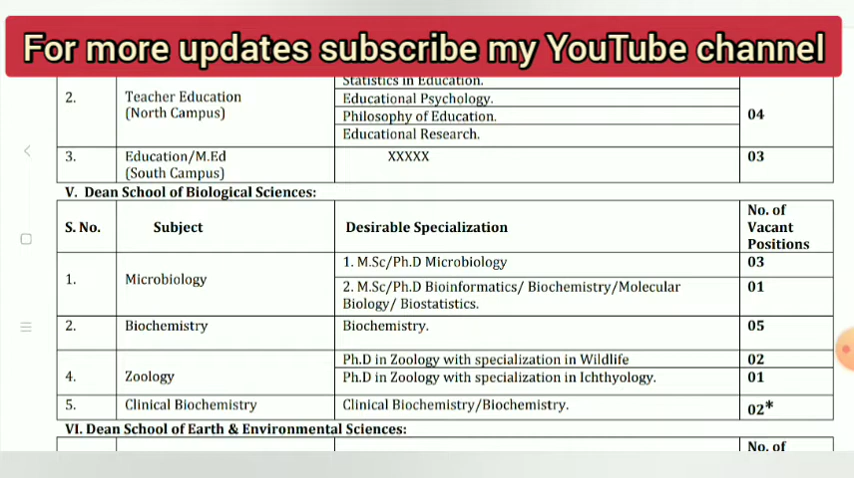 For more updates subscribe my YouTube channel
Statistics in Education.
2. Teacher Education Educational Psychology.
(North Campus) Philosophy of Education. 04
Educational Research.
3. Education/M.Ed XXXXX 03
(South Campus)
V. Dean School of Biological Sciences:
S. No. Subject Desirable Specialization No. of
Vacant
Positions
1. Microbiology 1. M.Sc/Ph.D Microbiology 03
2. M.Sc/Ph.D Bioinformatics/ Biochemistry/Molecular 01
Biology/ Biostatistics.
2. Biochemistry Biochemistry. 05
4. Zoology Ph.D in Zoology with specialization in Wildlife 02
Ph.D in Zoology with specialization in Ichthyology. 01
5. Clinical Biochemistry Clinical Biochemistry/Biochemistry. 02*
VI. Dean School of Earth & Environmental Sciences:
No. of